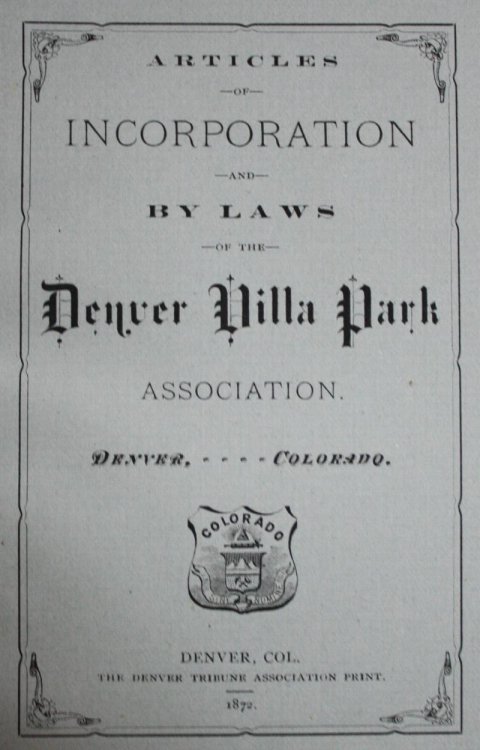 ARTICLES
—OF—
INCORPORATION
—AND—
BY LAWS
—OF THE—
Denver Villa Park
ASSOCIATION.
DENVER, - - - - COLORADO.
COLORADO
DENVER, COL.
THE DENVER TRIBUNE ASSOCIATION PRINT.
1872.